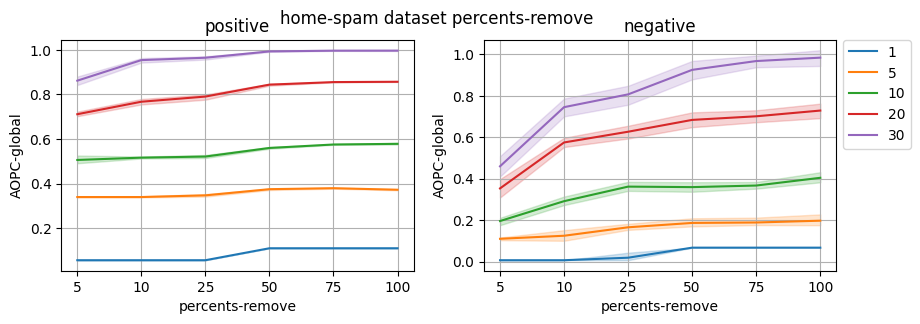 home-spam dataset percents-remove
positive
negative
AOPC-global
1.0
0.8
0.6
0.4
0.2
5 10 25 50 75 100
percents-remove
AOPC-global
1.0
0.8
0.6
0.4
0.2
0.0
5 10 25 50 75 100
percents-remove
1
5
10
20
30